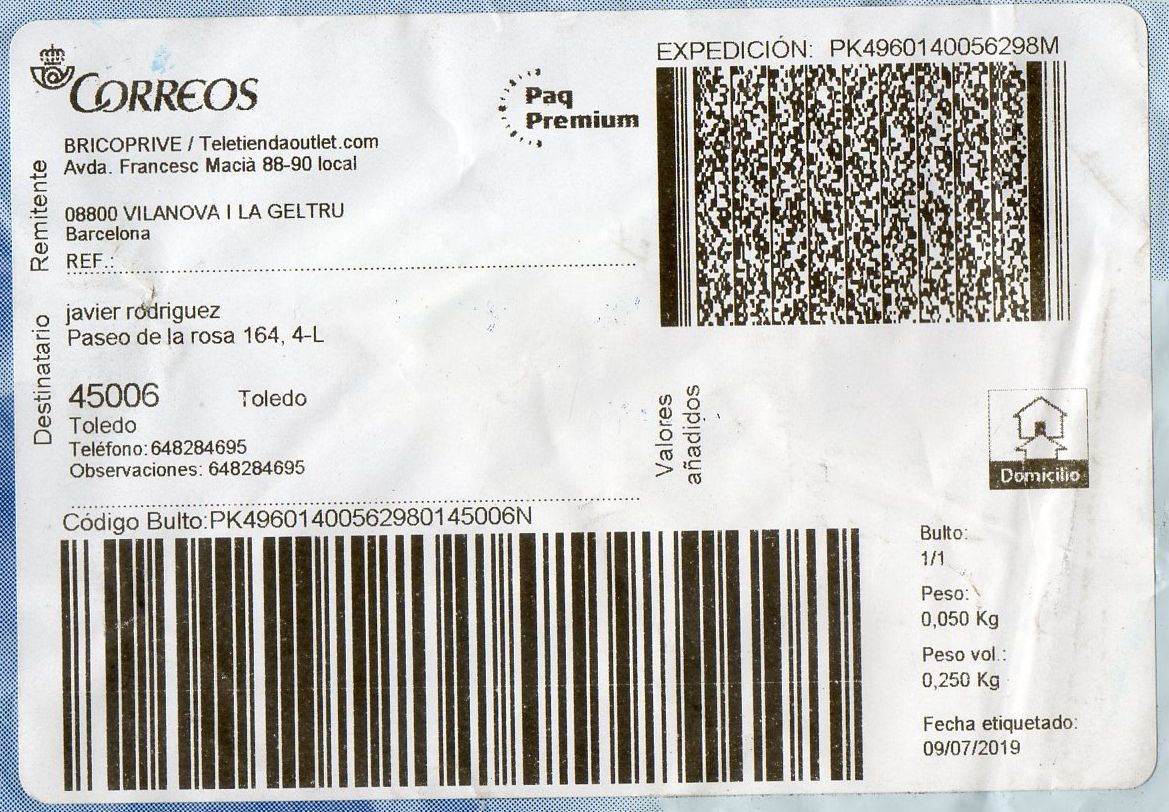 CORREOS
Paq
Premium
EXPEDICIÓN: PK4960140056298M
Remitente
BRICOPRIVE / Teletiendaoutlet.com
Avda. Francesc Macià 88-90 local
08800 VILANOVA I LA GELTRU
Barcelona
REF.:
Destinatario
javier rodriguez
Paseo de la rosa 164, 4-L
45006 Toledo
Toledo
Teléfono: 648284695
Observaciones: 648284695
Valores
añadidos
Domicilio
Código Bulto:PK49601400562980145006N
Bulto:
1/1
Peso:
0,050 Kg
Peso vol.:
0,250 Kg
Fecha etiquetado:
09/07/2019